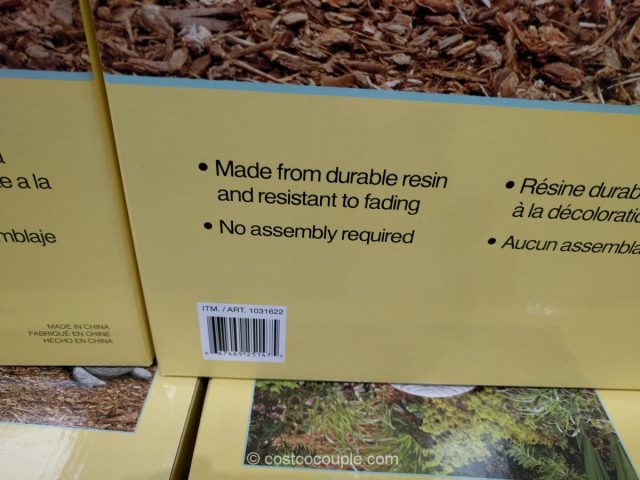 e a la
mblaje
• Made from durable resin
and resistant to fading
• No assembly required
• Résine durab
à la décoloratio
• Aucun assembla
ITM. / ART. 1031622
MADE IN CHINA
FABRIQUÉ EN CHINE
HECHO EN CHINA
© costcocouple.com